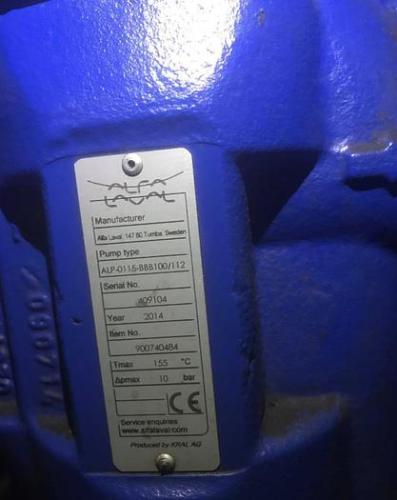 ALFA
LAVAL
Manufacturer
Alfa Laval, 147 80 Tumba, Sweden
Pump type
ALP-0115-BBB100/112
Serial No.
409104
Year 2014
Item No.
900740484
Tmax 155 °C
Δpmax 10 bar
CE
Service enquiries
www.alfalaval.com
Produced by KRAL AG